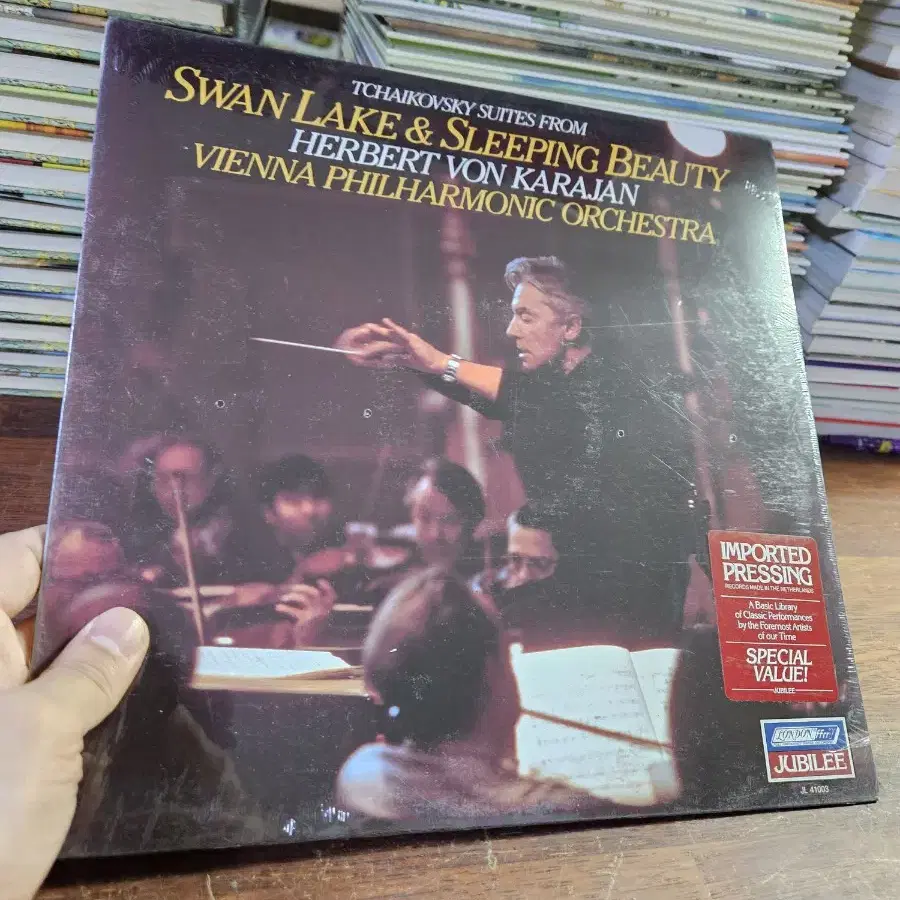 TCHAIKOVSKY SUITES FROM
SWAN LAKE & SLEEPING BEAUTY
HERBERT VON KARAJAN
VIENNA PHILHARMONIC ORCHESTRA
IMPORTED
PRESSING
RECORDS MADE IN THE NETHERLANDS
A Basic Library
of Classic Performances
by the Foremost Artists
of our Time
SPECIAL
VALUE!
JUBILEE
LONDON ffrr
JUBILEE
JL 41003